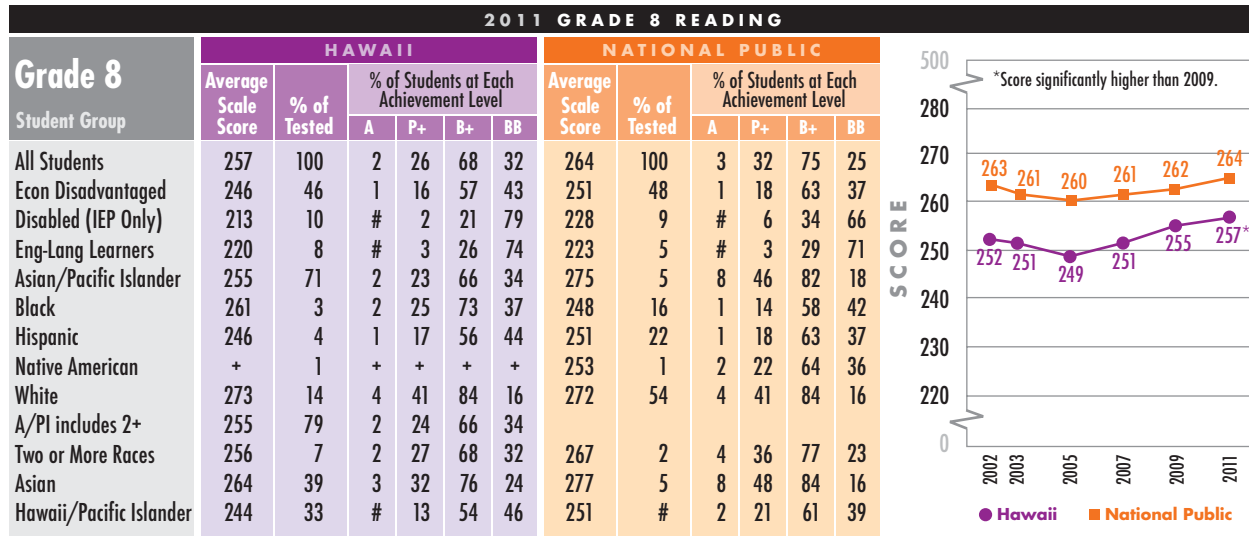 2011 GRADE 8 READING
Grade 8
Student Group
HAWAII
NATIONAL PUBLIC
Average Scale Score
% of Tested
% of Students at Each Achievement Level
A P+ B+ BB
Average Scale Score
% of Tested
% of Students at Each Achievement Level
A P+ B+ BB
All Students 257 100 2 26 68 32 264 100 3 32 75 25
Econ Disadvantaged 246 46 1 16 57 43 251 48 1 18 63 37
Disabled (IEP Only) 213 10 # 2 21 79 228 9 # 6 34 66
Eng-Lang Learners 220 8 # 3 26 74 223 5 # 3 29 71
Asian/Pacific Islander 255 71 2 23 66 34 275 5 8 46 82 18
Black 261 3 2 25 73 37 248 16 1 14 58 42
Hispanic 246 4 1 17 56 44 251 22 1 18 63 37
Native American + 1 + + + + 253 1 2 22 64 36
White 273 14 4 41 84 16 272 54 4 41 84 16
A/PI includes 2+ 255 79 2 24 66 34
Two or More Races 256 7 2 27 68 32 267 2 4 36 77 23
Asian 264 39 3 32 76 24 277 5 8 48 84 16
Hawaii/Pacific Islander 244 33 # 13 54 46 251 # 2 21 61 39
*Score significantly higher than 2009.
SCORE
500
280
270
260
250
240
230
220
0
263 261 260 261 262 264
252 251 249 251 255 257*
2002 2003 2005 2007 2009 2011
Hawaii National Public